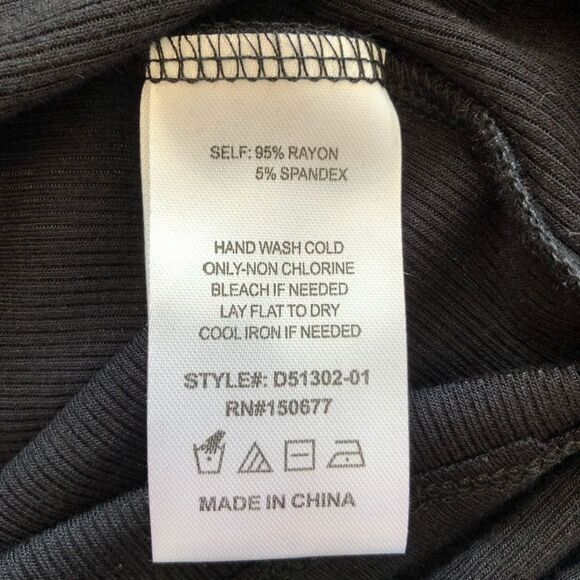 SELF: 95% RAYON
5% SPANDEX
HAND WASH COLD
ONLY-NON CHLORINE
BLEACH IF NEEDED
LAY FLAT TO DRY
COOL IRON IF NEEDED
STYLE#: D51302-01
RN#150677
MADE IN CHINA